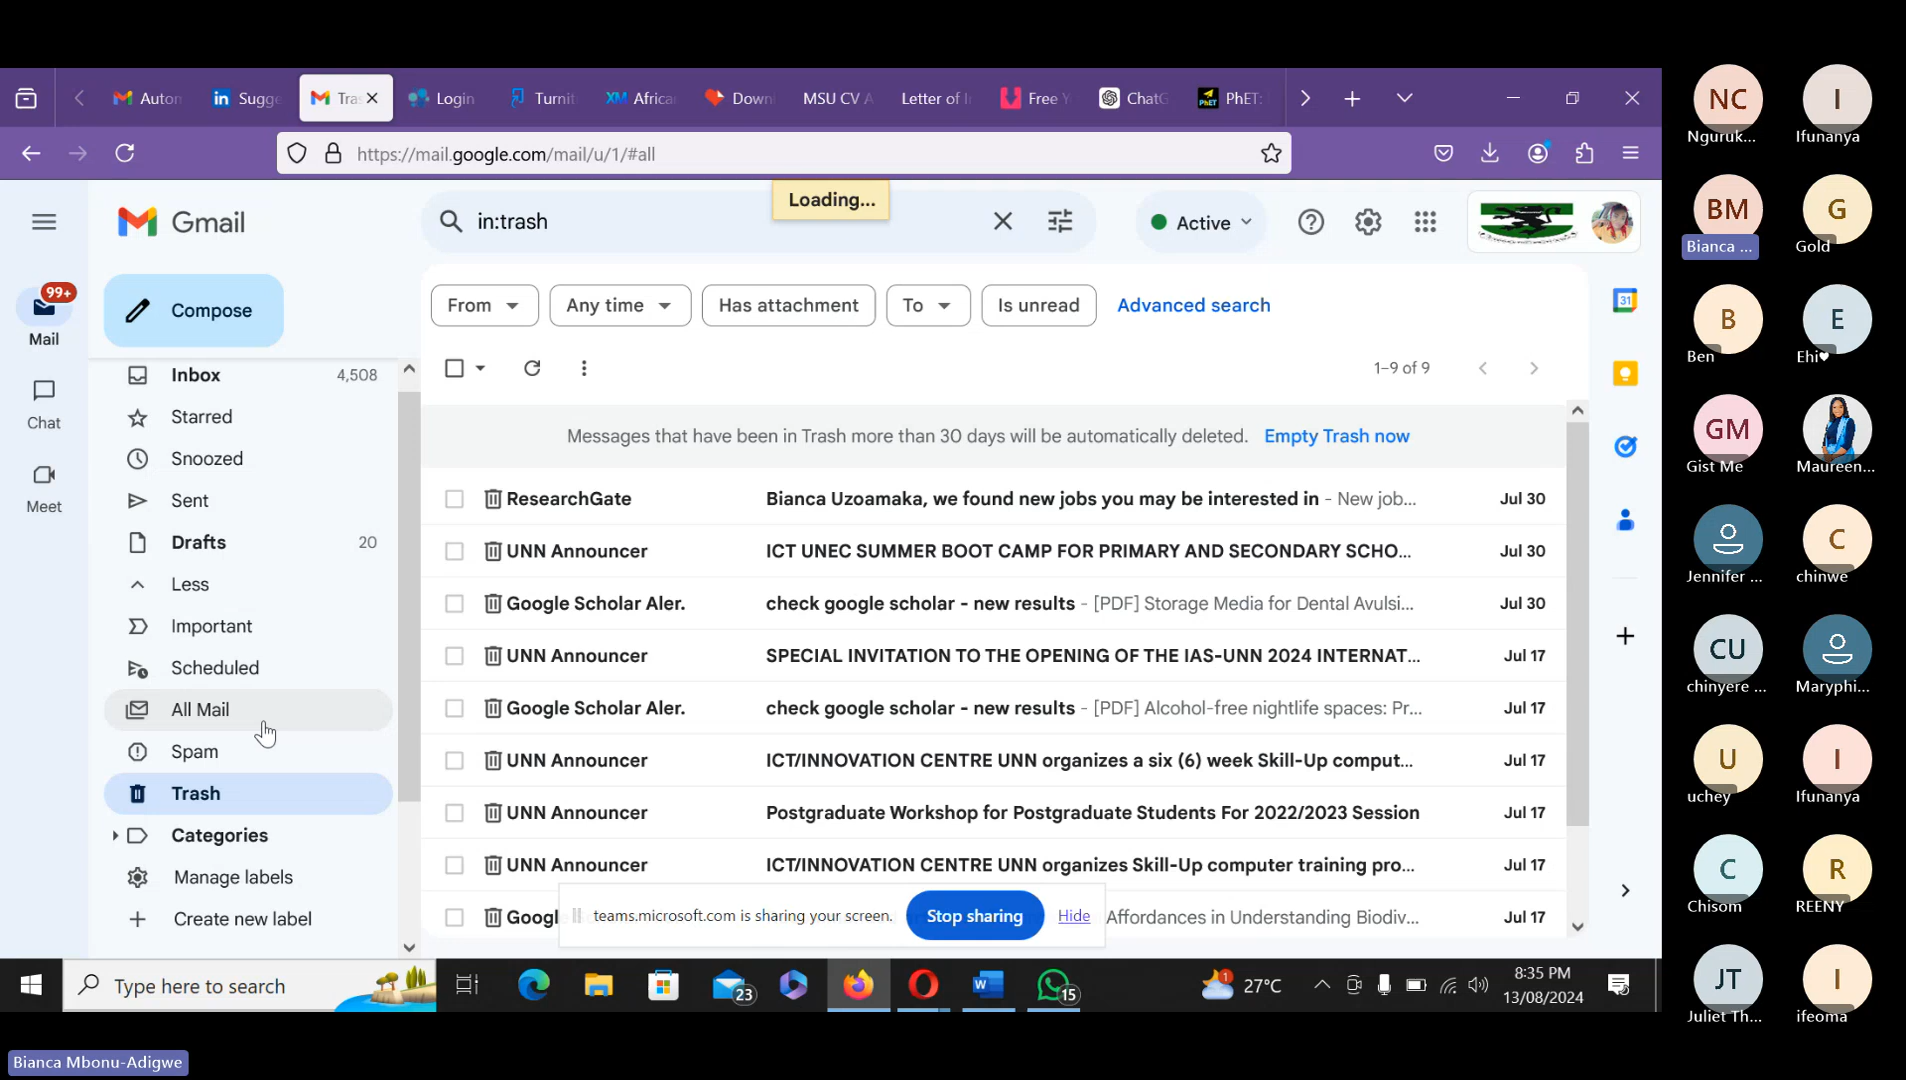 Auton
Sugge
Tra
Login
Turnit
XM Africa
Down
MSU CV A
Letter of I
Free Y
ChatG
PhET:
https://mail.google.com/mail/u/1/#all
Loading...
Gmail
in:trash
Active
99+
Mail
Chat
Meet
Compose
Inbox 4,508
Starred
Snoozed
Sent
Drafts 20
Less
Important
Scheduled
All Mail
Spam
Trash
Categories
Manage labels
Create new label
From
Any time
Has attachment
To
Is unread
Advanced search
1–9 of 9
Messages that have been in Trash more than 30 days will be automatically deleted. Empty Trash now
ResearchGate Bianca Uzoamaka, we found new jobs you may be interested in - New job... Jul 30
UNN Announcer ICT UNEC SUMMER BOOT CAMP FOR PRIMARY AND SECONDARY SCHO... Jul 30
Google Scholar Aler. check google scholar - new results - [PDF] Storage Media for Dental Avulsi... Jul 30
UNN Announcer SPECIAL INVITATION TO THE OPENING OF THE IAS-UNN 2024 INTERNAT... Jul 17
Google Scholar Aler. check google scholar - new results - [PDF] Alcohol-free nightlife spaces: Pr... Jul 17
UNN Announcer ICT/INNOVATION CENTRE UNN organizes a six (6) week Skill-Up comput... Jul 17
UNN Announcer Postgraduate Workshop for Postgraduate Students For 2022/2023 Session Jul 17
UNN Announcer ICT/INNOVATION CENTRE UNN organizes Skill-Up computer training pro... Jul 17
Googl Affordances in Understanding Biodiv... Jul 17
teams.microsoft.com is sharing your screen. Stop sharing Hide
31
Type here to search
23
15
1
27°C
8:35 PM
13/08/2024
NC I
Nguruk... Ifunanya
BM G
Bianca ... Gold
B E
Ben Ehi♥
GM
Gist Me Maureen...
C
Jennifer ... chinwe
CU
chinyere ... Maryphi...
U I
uchey Ifunanya
C R
Chisom REENY
JT I
Juliet Th... ifeoma
Bianca Mbonu-Adigwe